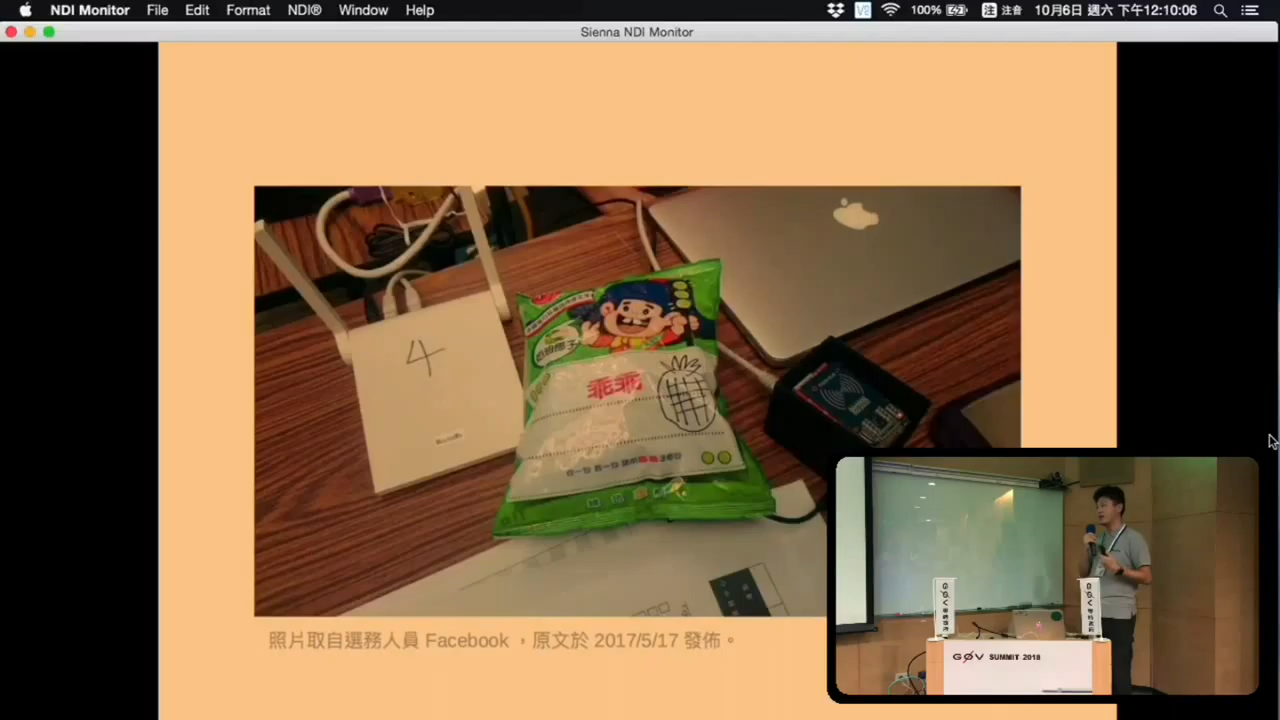 NDI Monitor File Edit Format NDI® Window Help 100% 注 注音 10月6日 週六 下午12:10:06
Sienna NDI Monitor
4
乖乖
照片取自選務人員 Facebook ，原文於 2017/5/17 發佈。
G0V SUMMIT 2018